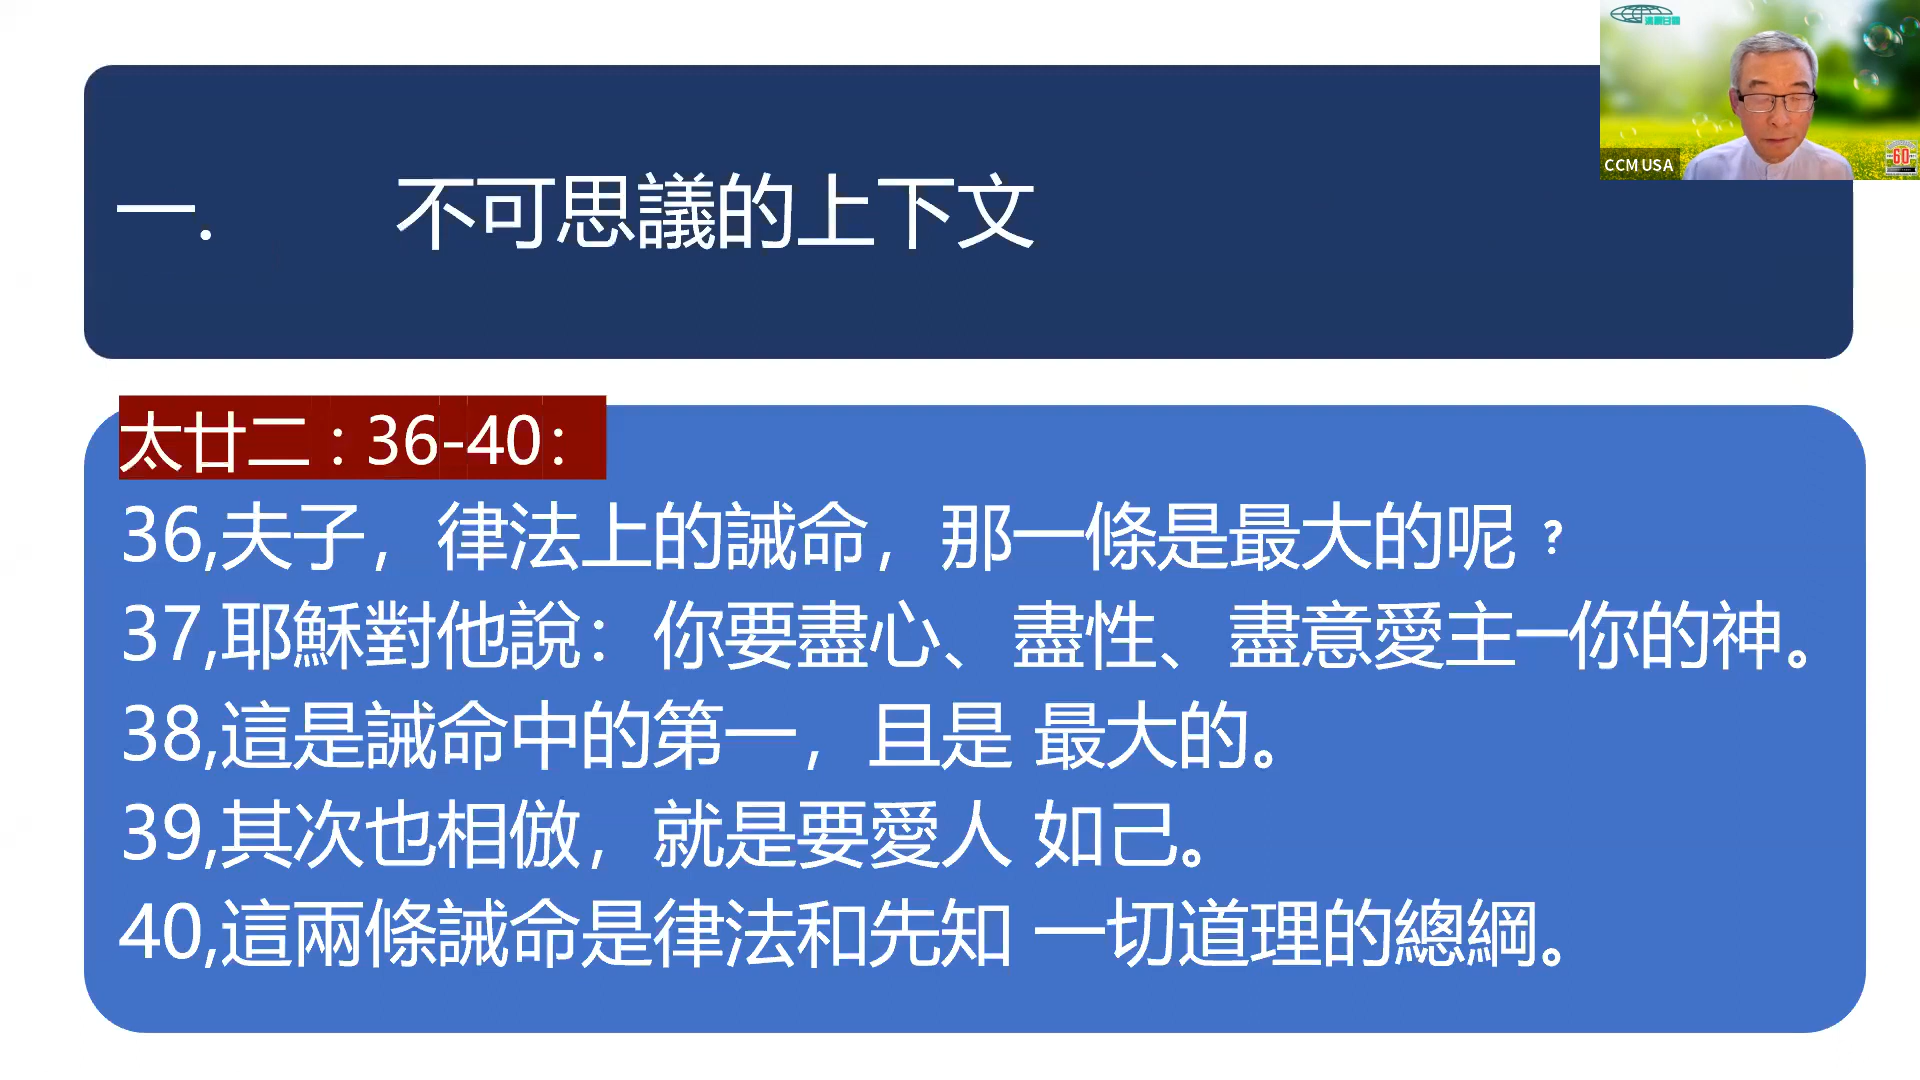 一. 不可思議的上下文
太廿二：36-40：
36,夫子，律法上的誡命，那一條是最大的呢﹖
37,耶穌對他說：你要盡心、盡性、盡意愛主─你的神。
38,這是誡命中的第一，且是 最大的。
39,其次也相倣，就是要愛人 如己。
40,這兩條誡命是律法和先知 一切道理的總綱。
CCM USA
60